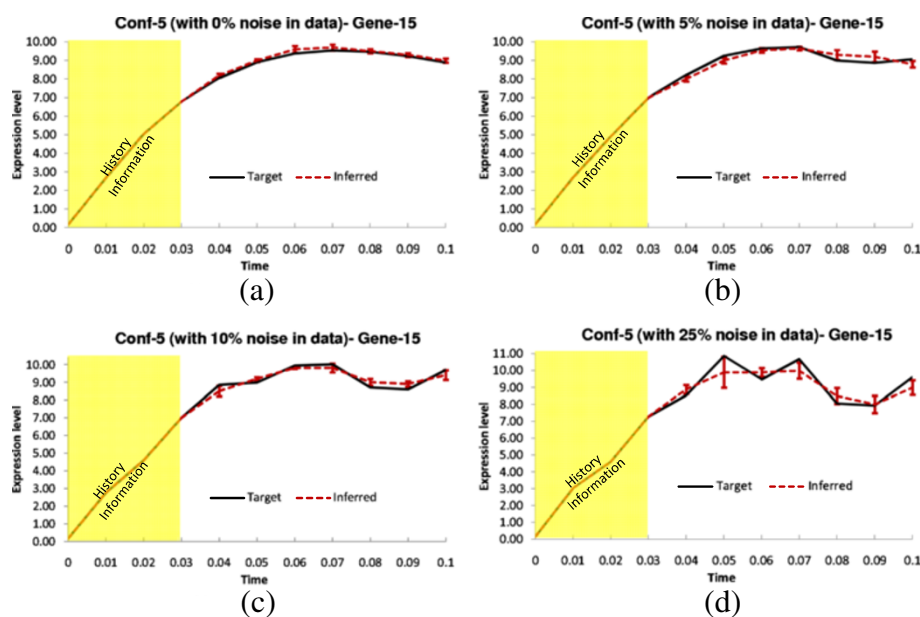 Conf-5 (with 0% noise in data)- Gene-15
10.00
9.00
8.00
7.00
6.00
5.00
4.00
3.00
2.00
1.00
0.00
Expression level
History
Information
Target
Inferred
0 0.01 0.02 0.03 0.04 0.05 0.06 0.07 0.08 0.09 0.1
Time
(a)
Conf-5 (with 5% noise in data)- Gene-15
10.00
9.00
8.00
7.00
6.00
5.00
4.00
3.00
2.00
1.00
0.00
Expression level
History
Information
Target
Inferred
0 0.01 0.02 0.03 0.04 0.05 0.06 0.07 0.08 0.09 0.1
Time
(b)
Conf-5 (with 10% noise in data)- Gene-15
10.00
9.00
8.00
7.00
6.00
5.00
4.00
3.00
2.00
1.00
0.00
Expression level
History
Information
Target
Inferred
0 0.01 0.02 0.03 0.04 0.05 0.06 0.07 0.08 0.09 0.1
Time
(c)
Conf-5 (with 25% noise in data)- Gene-15
11.00
10.00
9.00
8.00
7.00
6.00
5.00
4.00
3.00
2.00
1.00
0.00
Expression level
History
Information
Target
Inferred
0 0.01 0.02 0.03 0.04 0.05 0.06 0.07 0.08 0.09 0.1
Time
(d)